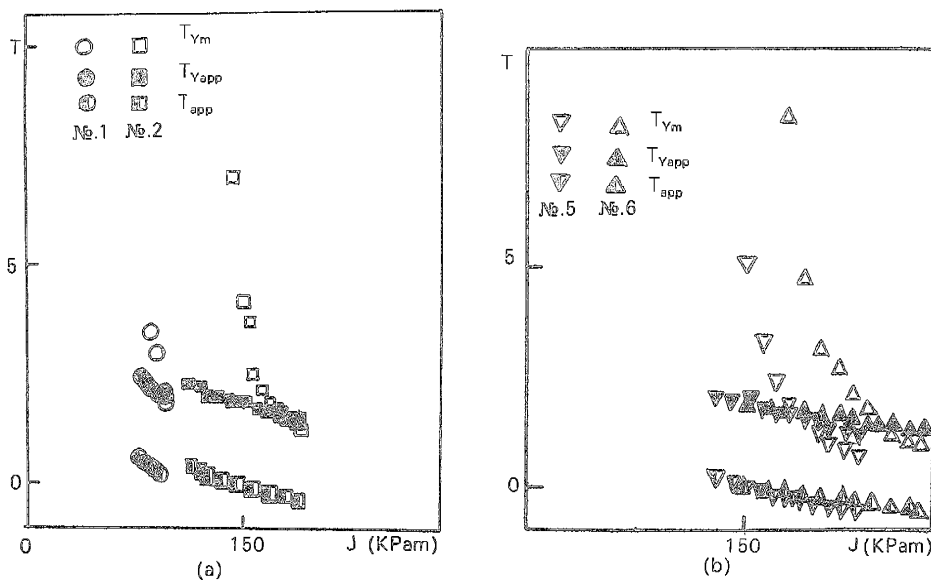 T
T_Ym
T_Yapp
T_app
№.1 №.2
5
0
0 150 J (KPam)
(a)
T
T_Ym
T_Yapp
T_app
№.5 №.6
5
0
150 J (KPam)
(b)